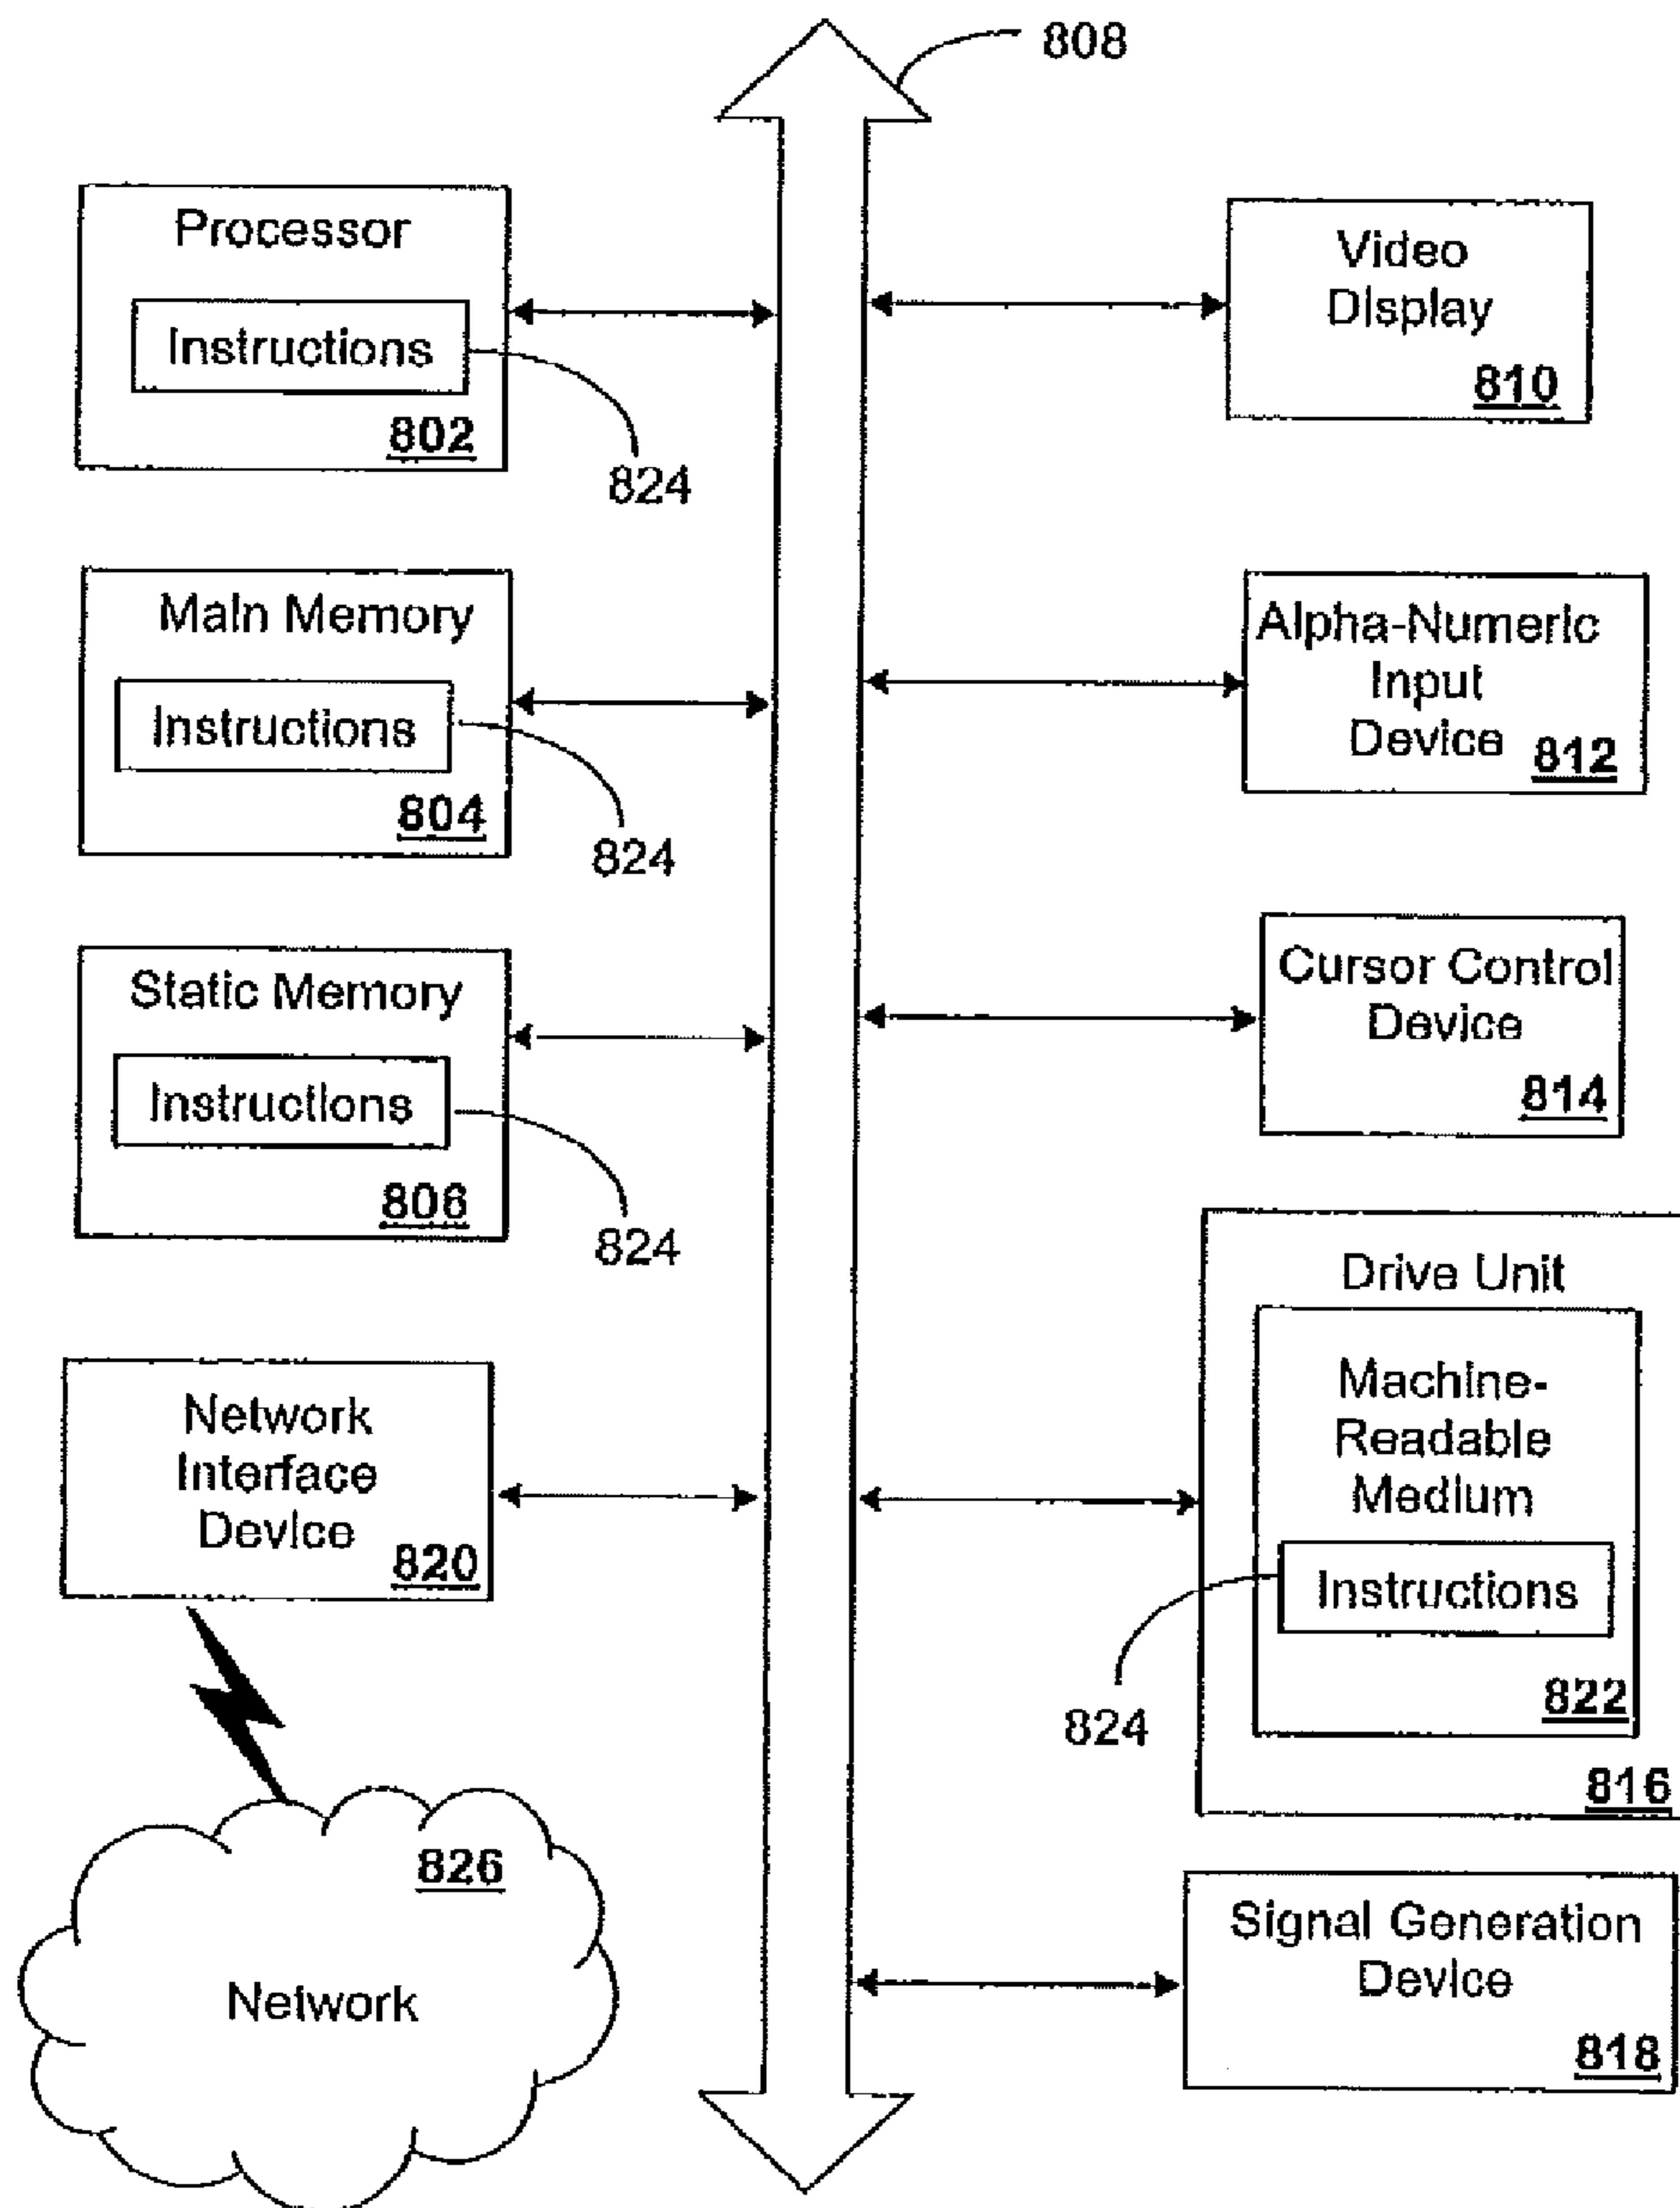 808
Processor
Instructions
802
824
Main Memory
Instructions
804
824
Static Memory
Instructions
806
824
Network
Interface
Device
820
826
Network
Video
Display
810
Alpha-Numeric
Input
Device
812
Cursor Control
Device
814
Drive Unit
Machine-
Readable
Medium
Instructions
824
822
816
Signal Generation
Device
818